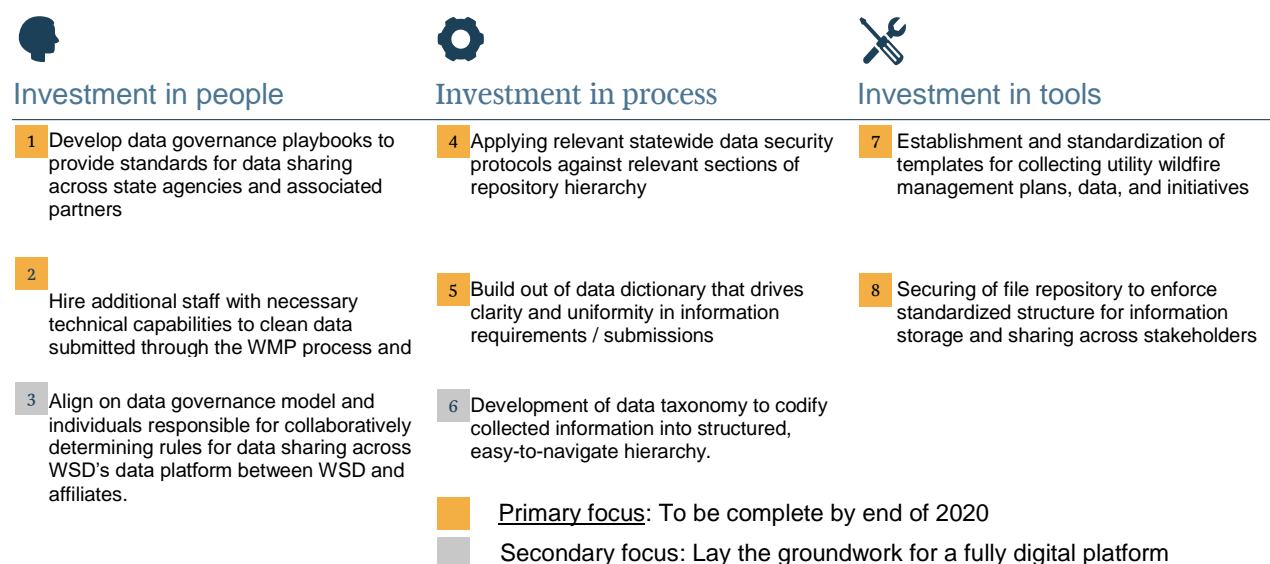 Investment in people
1 Develop data governance playbooks to
provide standards for data sharing
across state agencies and associated
partners
2
Hire additional staff with necessary
technical capabilities to clean data
submitted through the WMP process and
3 Align on data governance model and
individuals responsible for collaboratively
determining rules for data sharing across
WSD's data platform between WSD and
affiliates.
Investment in process
4 Applying relevant statewide data security
protocols against relevant sections of
repository hierarchy
5 Build out of data dictionary that drives
clarity and uniformity in information
requirements / submissions
6 Development of data taxonomy to codify
collected information into structured,
easy-to-navigate hierarchy.
Investment in tools
7 Establishment and standardization of
templates for collecting utility wildfire
management plans, data, and initiatives
8 Securing of file repository to enforce
standardized structure for information
storage and sharing across stakeholders
Primary focus: To be complete by end of 2020
Secondary focus: Lay the groundwork for a fully digital platform